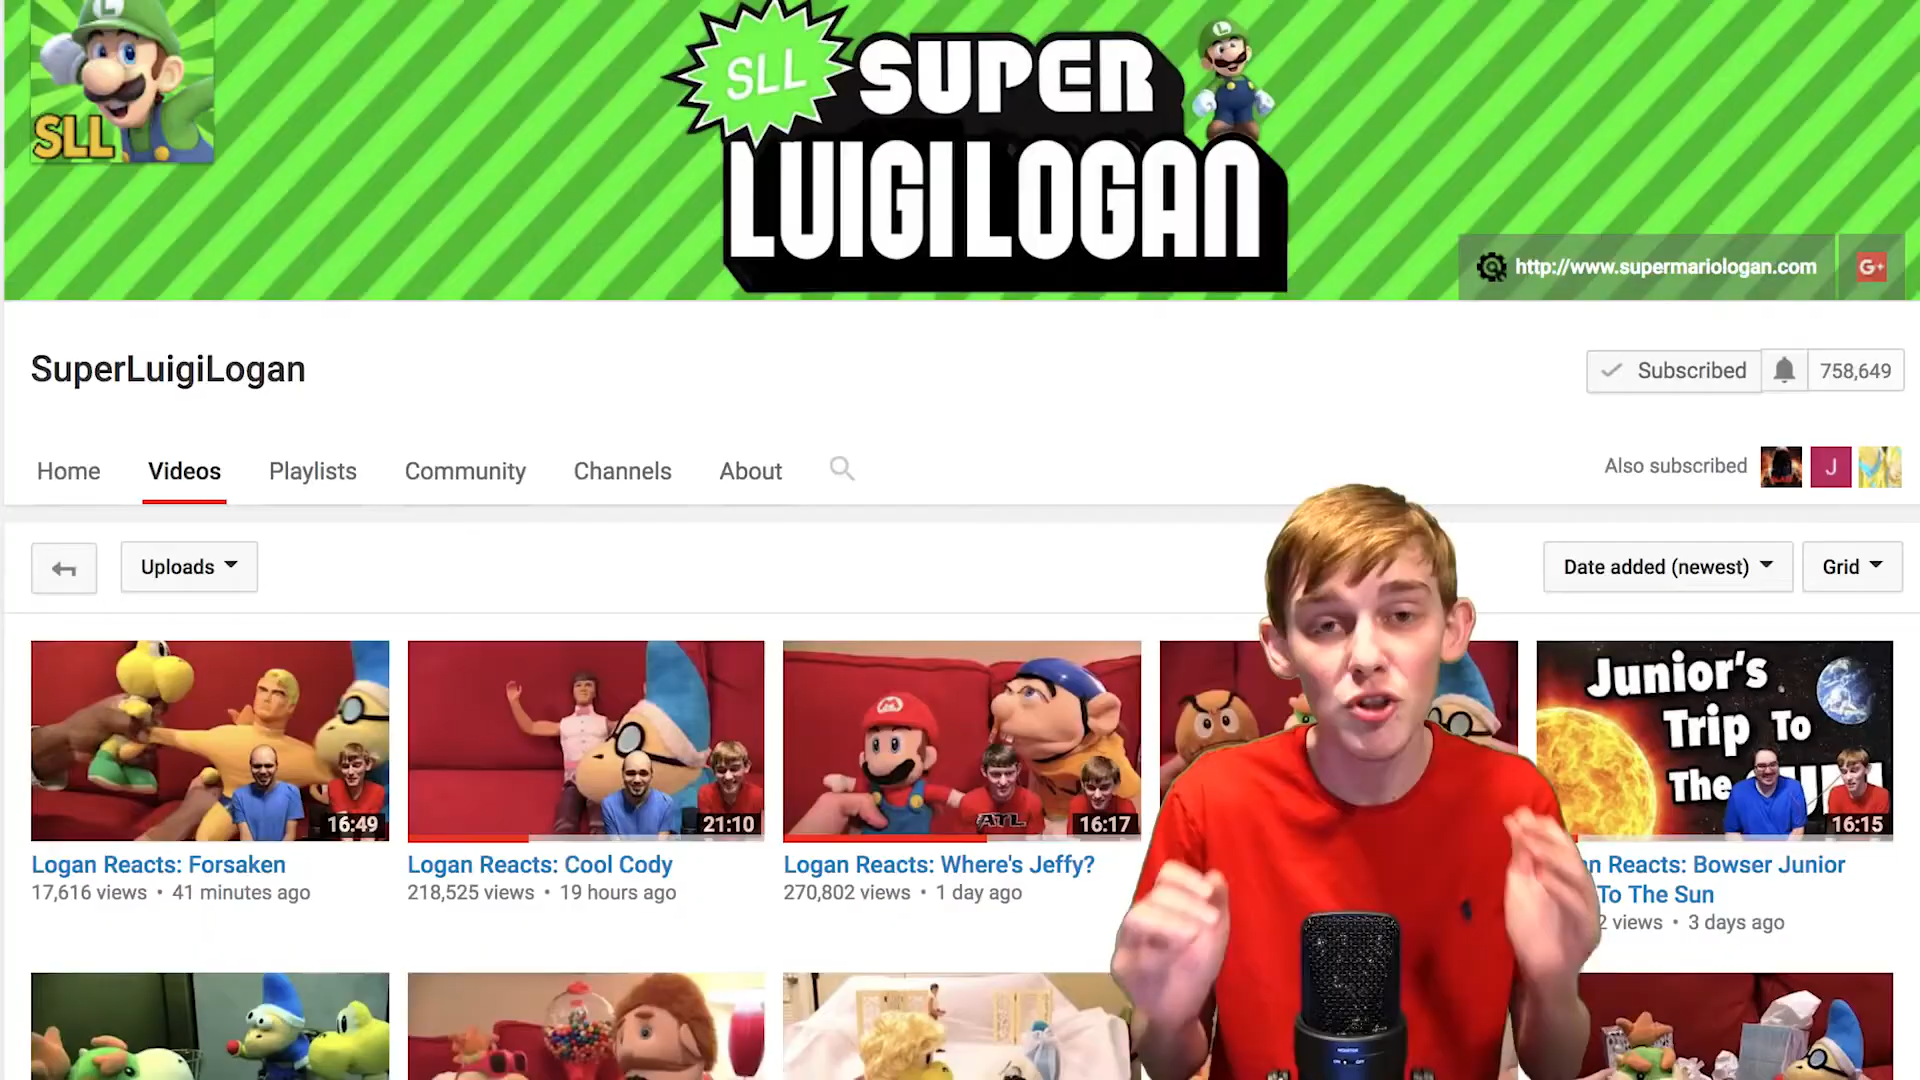 L
SLL
SLL
SUPER
LUIGILOGAN
L
http://www.supermariologan.com
G+
SuperLuigiLogan
Subscribed
758,649
Home
Videos
Playlists
Community
Channels
About
Also subscribed
J
Uploads
Date added (newest)
Grid
16:49
21:10
M
ATL
16:17
Junior's
Trip To
The
16:15
Logan Reacts: Forsaken
17,616 views • 41 minutes ago
Logan Reacts: Cool Cody
218,525 views • 19 hours ago
Logan Reacts: Where's Jeffy?
270,802 views • 1 day ago
n Reacts: Bowser Junior
To The Sun
2 views • 3 days ago